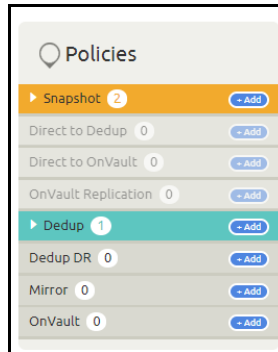 Policies
Snapshot 2 + Add
Direct to Dedup 0 + Add
Direct to OnVault 0 + Add
OnVault Replication 0 + Add
Dedup 1 + Add
Dedup DR 0 + Add
Mirror 0 + Add
OnVault 0 + Add